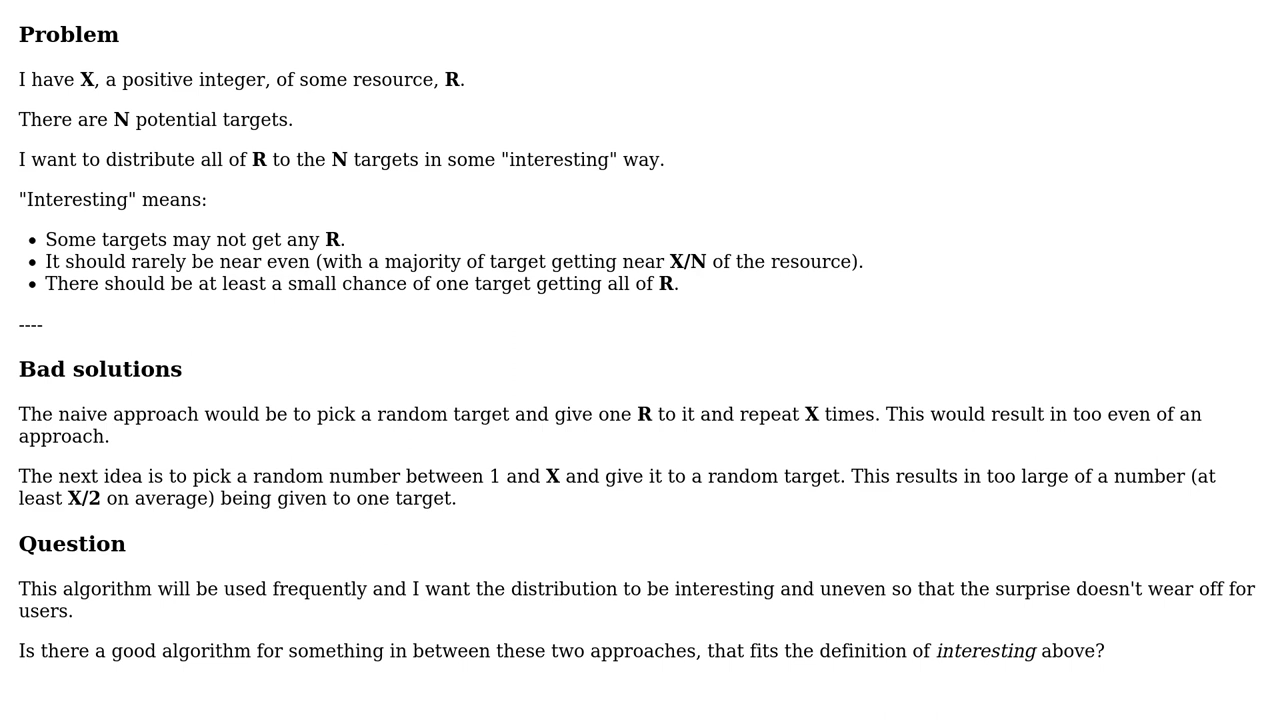 Problem
I have X, a positive integer, of some resource, R.
There are N potential targets.
I want to distribute all of R to the N targets in some "interesting" way.
"Interesting" means:
• Some targets may not get any R.
• It should rarely be near even (with a majority of target getting near X/N of the resource).
• There should be at least a small chance of one target getting all of R.
----
Bad solutions
The naive approach would be to pick a random target and give one R to it and repeat X times. This would result in too even of an
approach.
The next idea is to pick a random number between 1 and X and give it to a random target. This results in too large of a number (at
least X/2 on average) being given to one target.
Question
This algorithm will be used frequently and I want the distribution to be interesting and uneven so that the surprise doesn't wear off for
users.
Is there a good algorithm for something in between these two approaches, that fits the definition of interesting above?